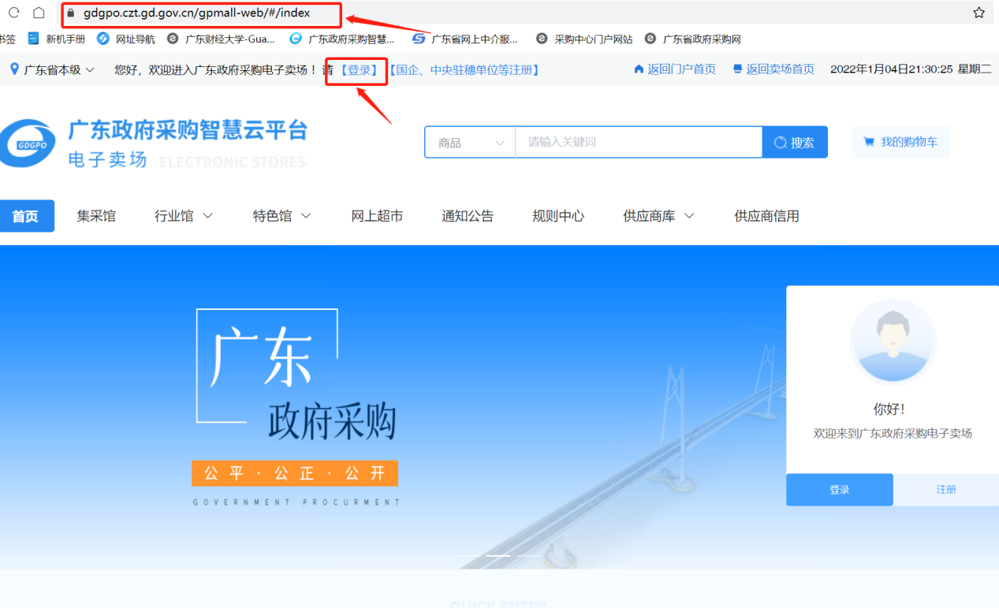 gdgpo.czt.gd.gov.cn/gpmall-web/#/index
书签 新机手册 网址导航 广东财经大学-Gua... 广东政府采购智慧... 广东省网上中介服... 采购中心门户网站 广东省政府采购网
广东省本级 您好，欢迎进入广东政府采购电子卖场！请【登录】【国企、中央驻穗单位等注册】 返回门户首页 返回卖场首页 2022年1月04日21:30:25 星期二
GDGPO
广东政府采购智慧云平台
电子卖场 ELECTRONIC STORES
商品 请输入关键词 搜索 我的购物车
首页 集采馆 行业馆 特色馆 网上超市 通知公告 规则中心 供应商库 供应商信用
广东
政府采购
公平·公正·公开
GOVERNMENT PROCURMENT
你好！
欢迎来到广东政府采购电子卖场
登录 注册
QUICK ENTRY